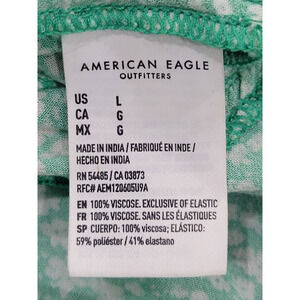 AMERICAN EAGLE
OUTFITTERS
US L
CA G
MX G
MADE IN INDIA / FABRIQUÉ EN INDE /
HECHO EN INDIA
RN 54485 / CA 03873
RFC# AEM120605U9A
EN 100% VISCOSE. EXCLUSIVE OF ELASTIC
FR 100% VISCOSE. SANS LES ÉLASTIQUES
SP CUERPO: 100% viscosa; ELÁSTICO:
59% poliéster / 41% elastano